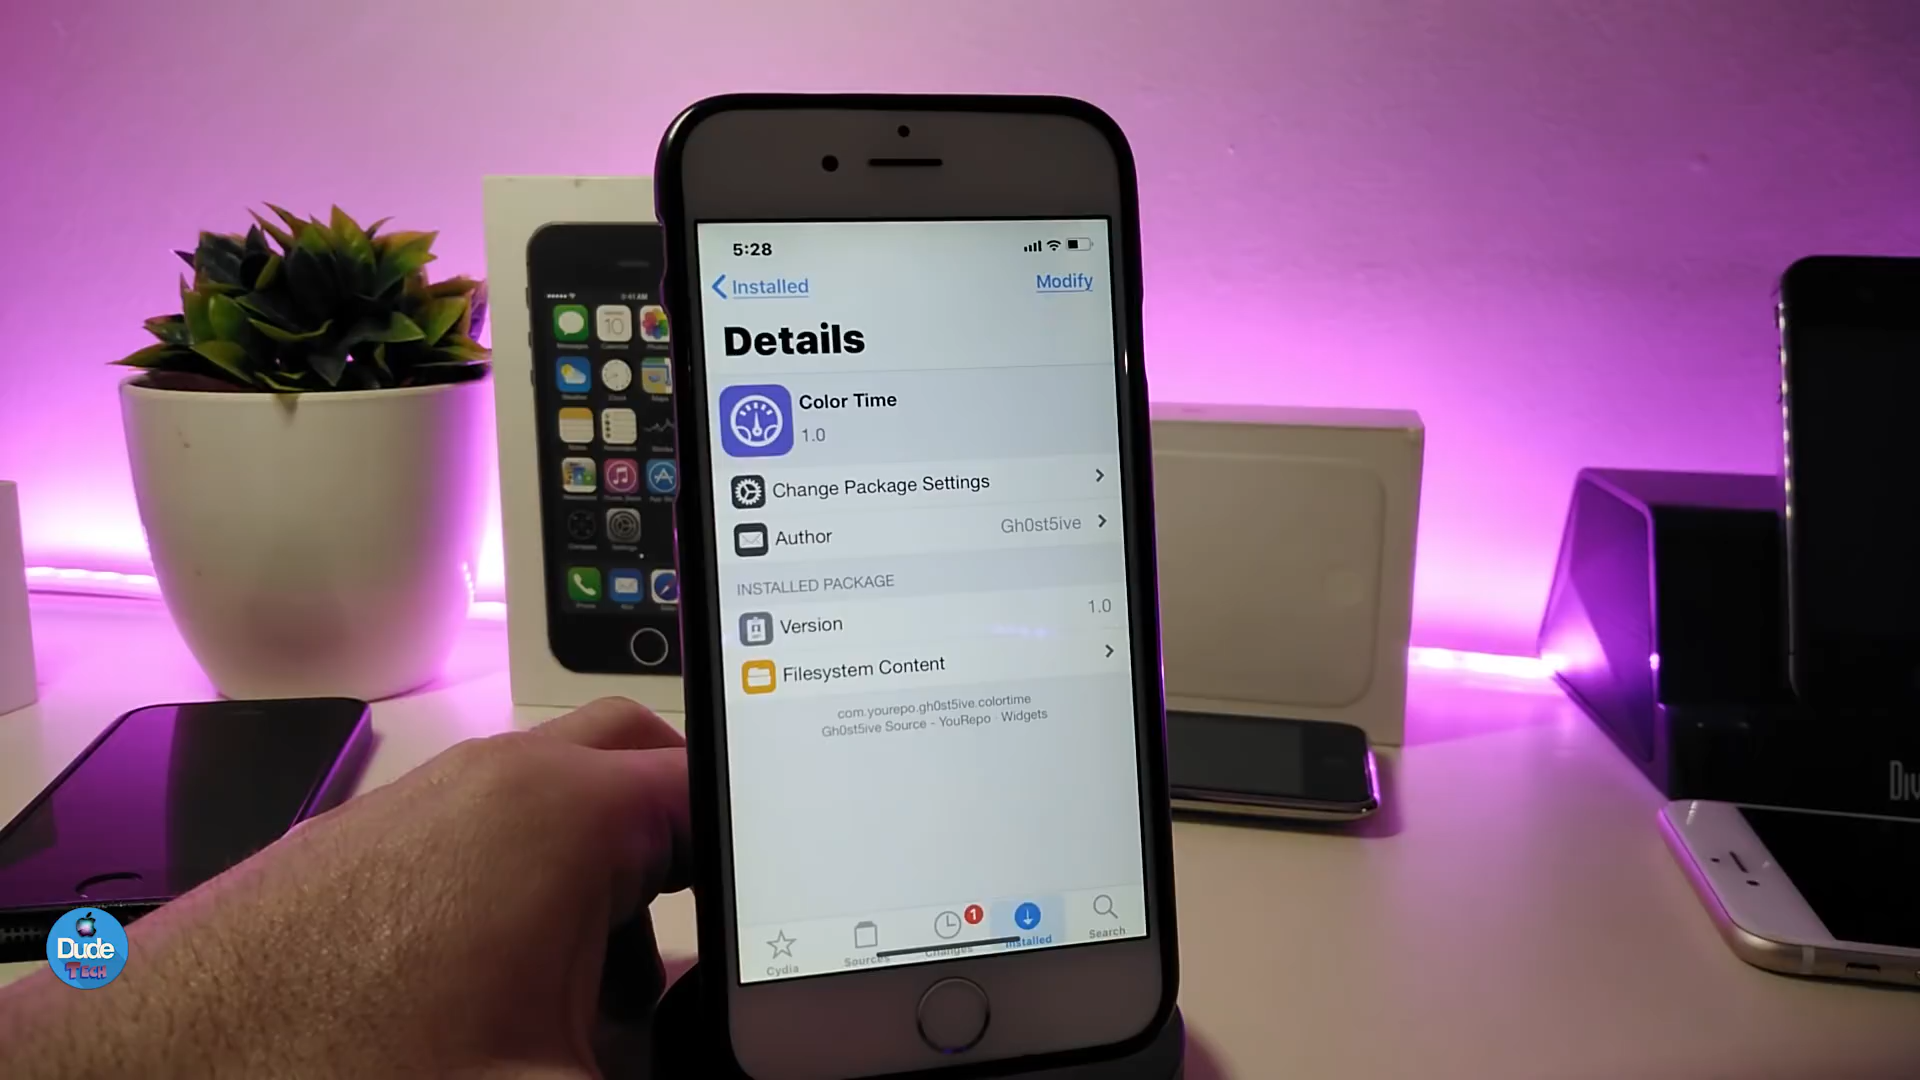 5:28
Installed
Modify
Details
Color Time
1.0
Change Package Settings
Author
Gh0st5ive
INSTALLED PACKAGE
Version
1.0
Filesystem Content
com.yourepo.gh0st5ive.colortime
Gh0st5ive Source - YouRepo · Widgets
Cydia
Sources
Changes
1
Installed
Search
10
Dude
TECH